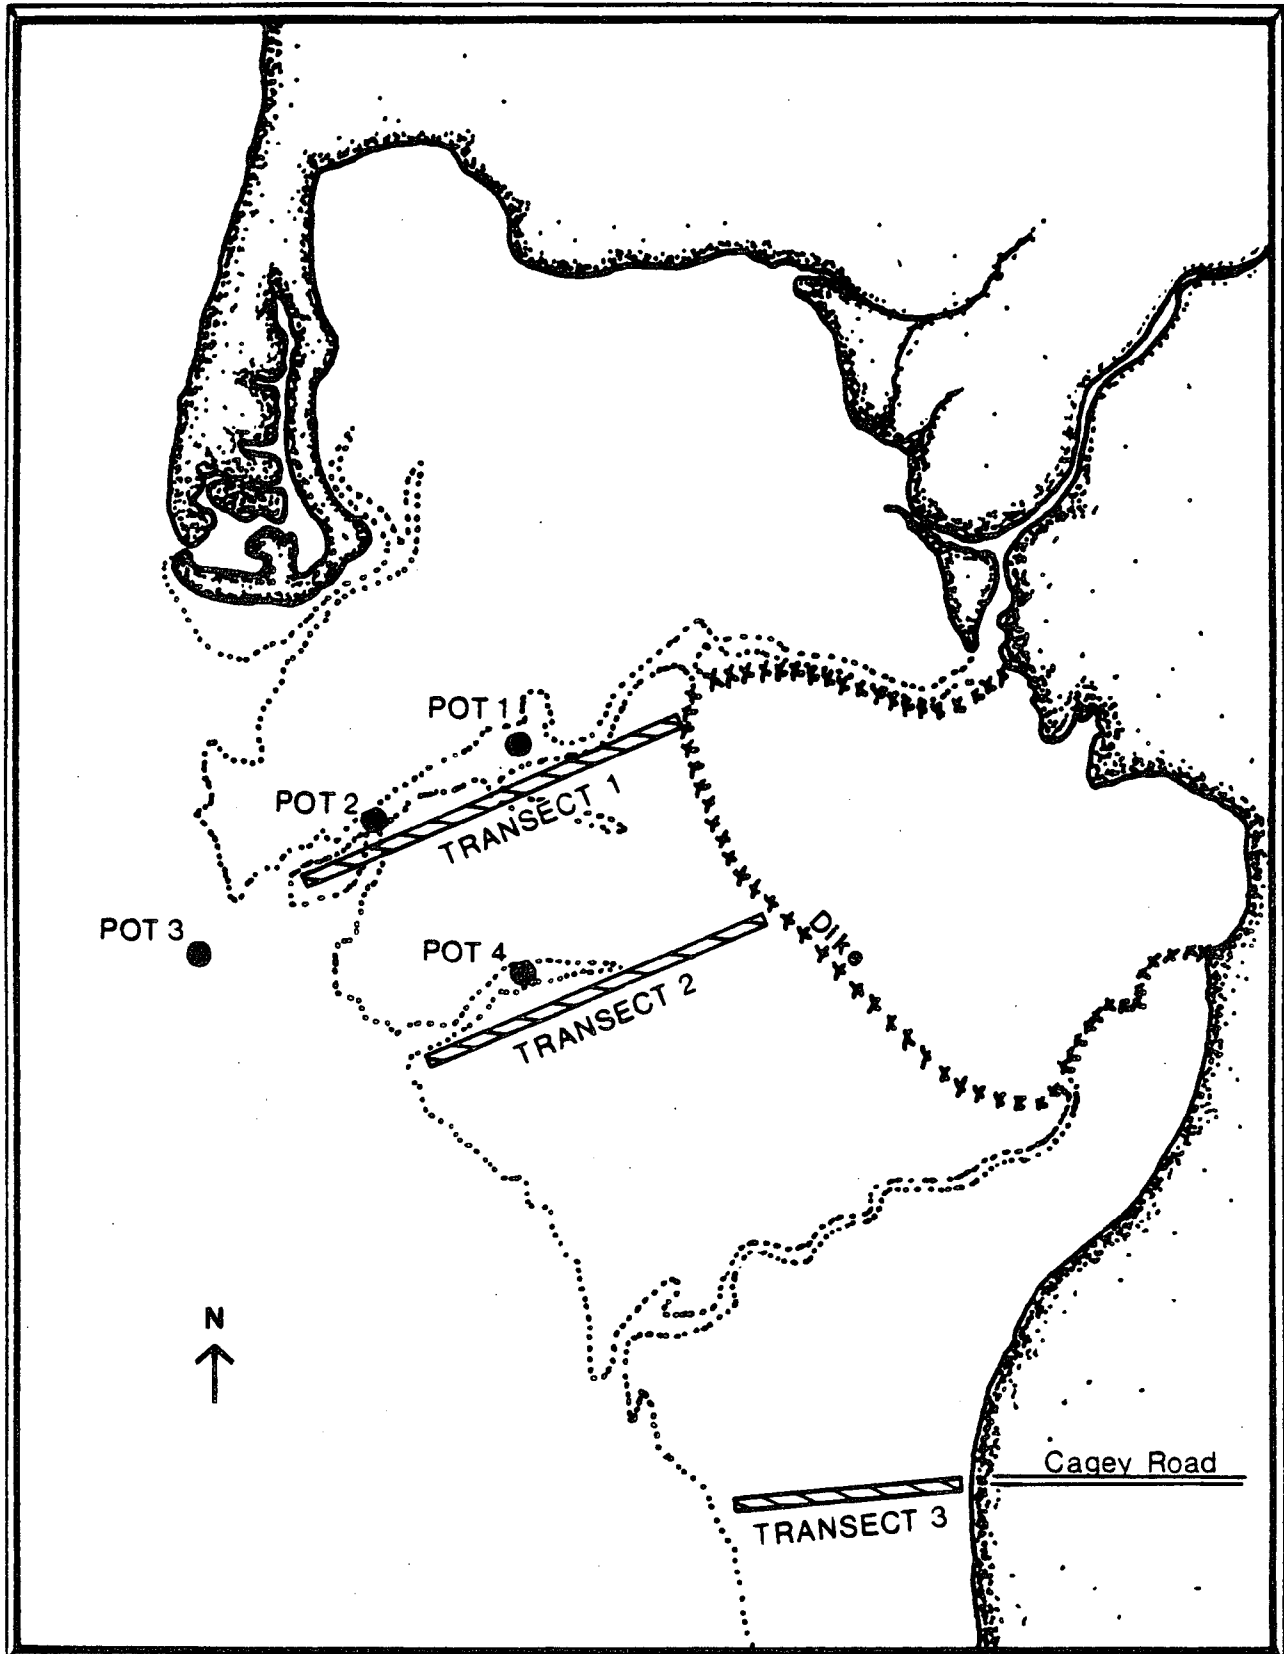 POT 1
POT 2
TRANSECT 1
POT 3
Dike
POT 4
TRANSECT 2
N
Cagey Road
TRANSECT 3